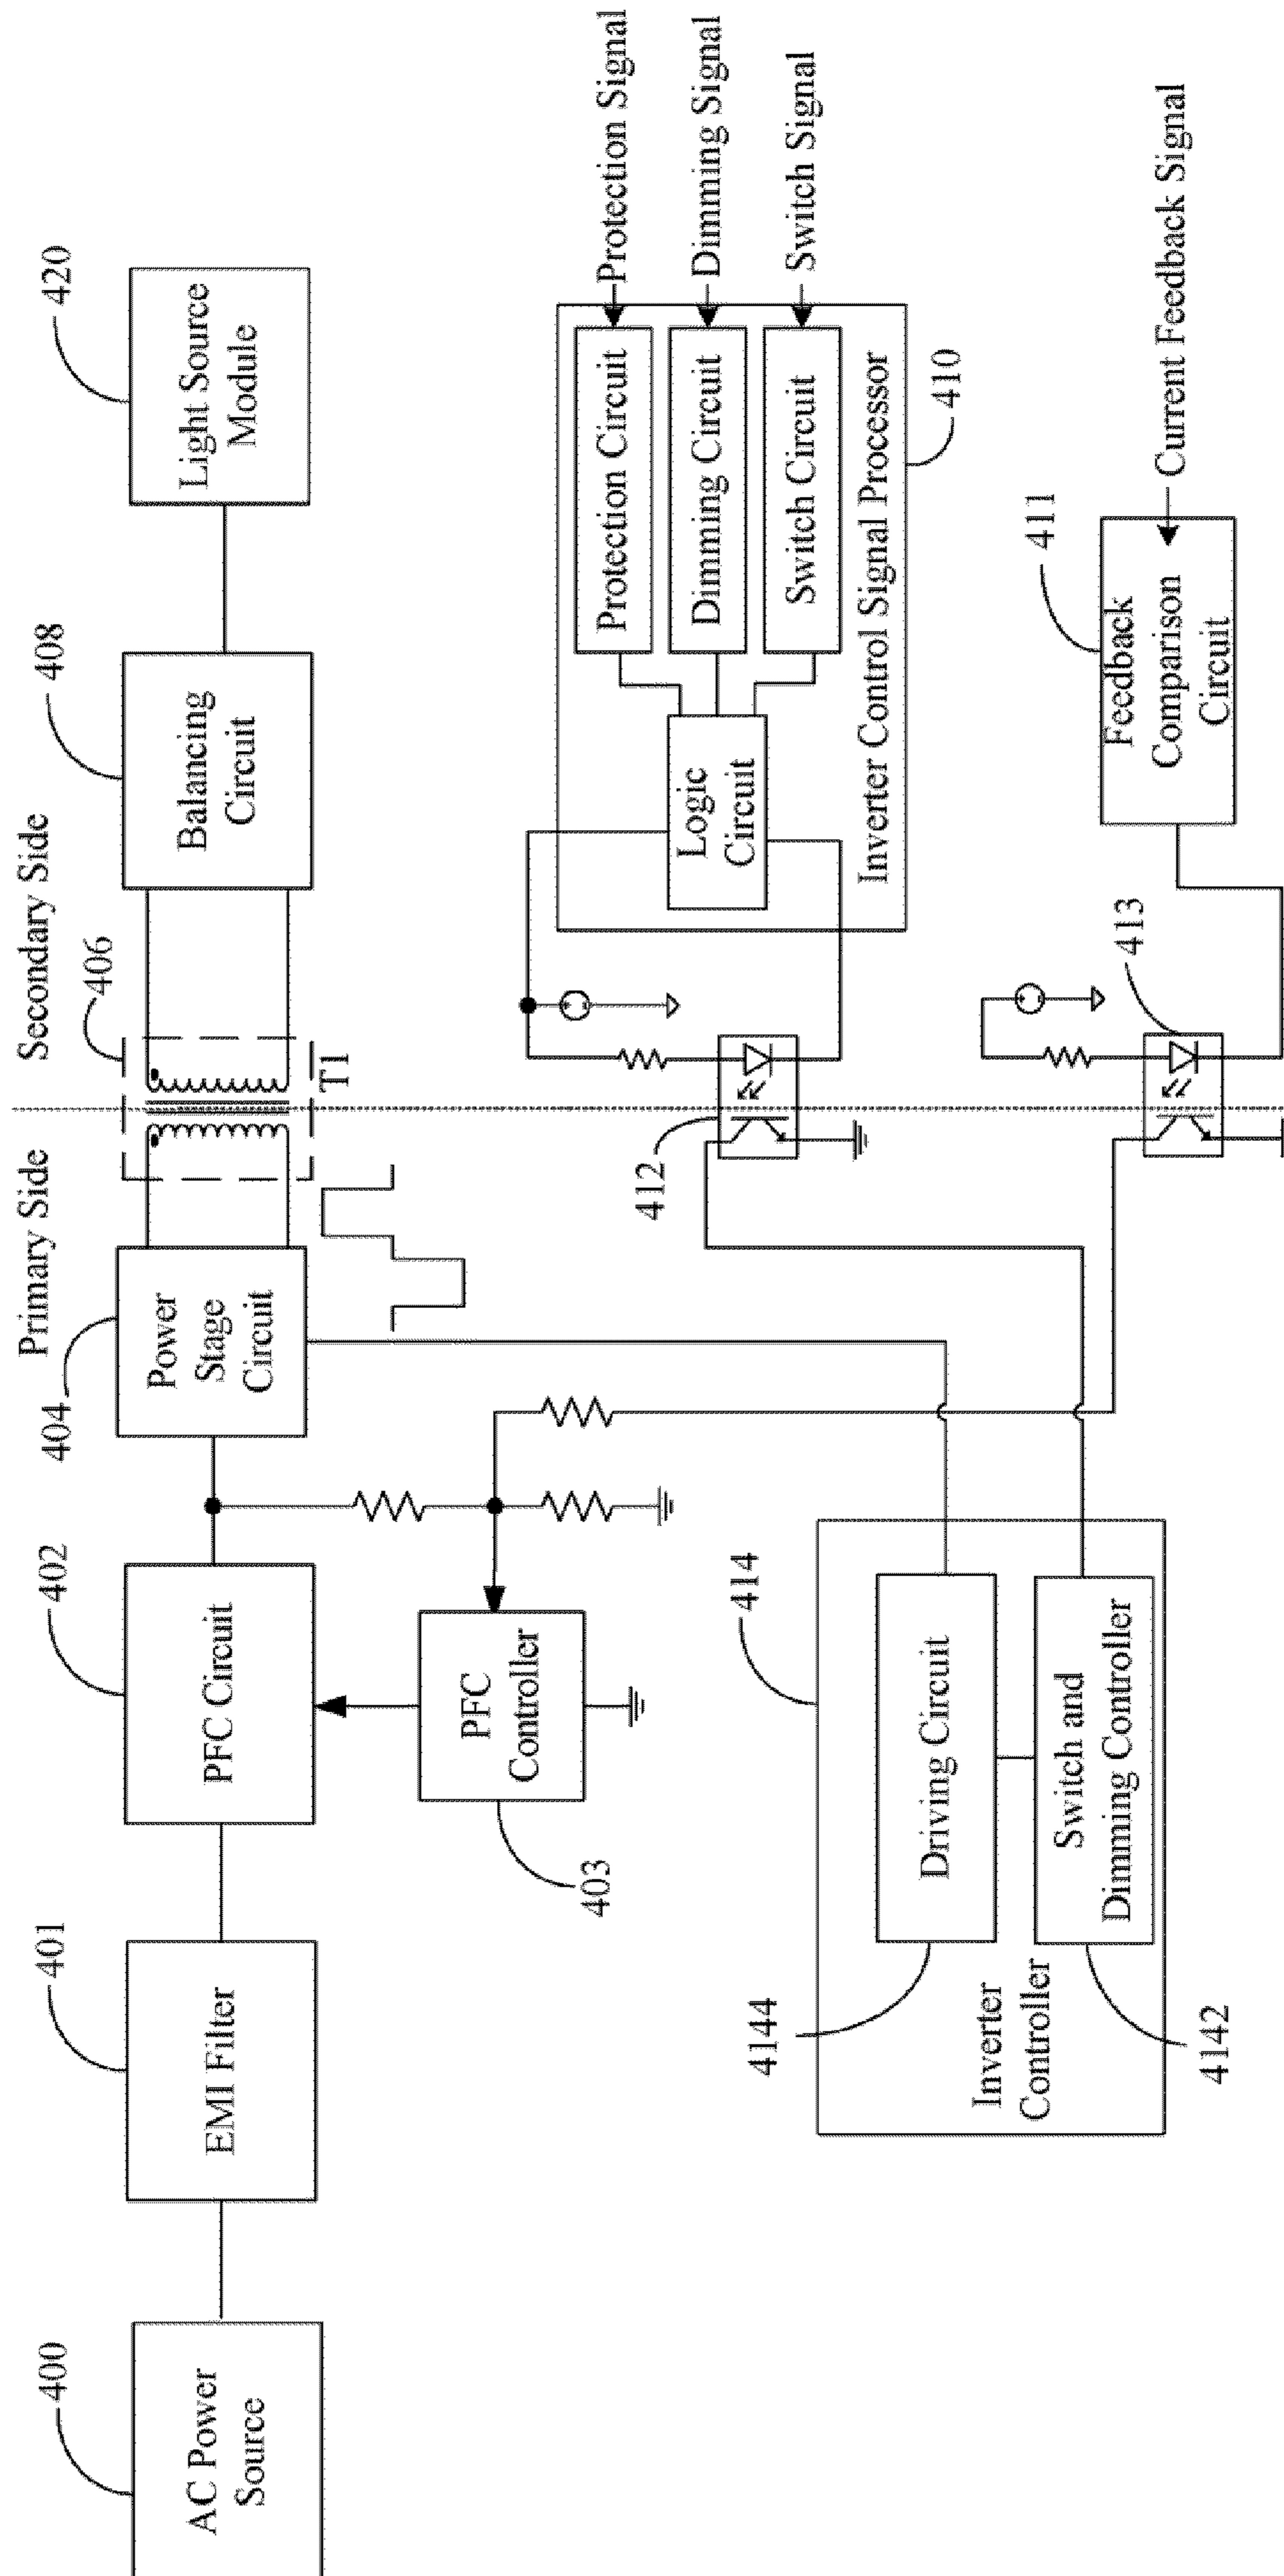 Primary Side
Secondary Side
400
AC Power
Source
401
EMI Filter
402
PFC Circuit
404
Power
Stage
Circuit
406
T1
408
Balancing
Circuit
420
Light Source
Module
403
PFC
Controller
412
Logic
Circuit
Protection Circuit
Dimming Circuit
Switch Circuit
Protection Signal
Dimming Signal
Switch Signal
Inverter Control Signal Processor
410
414
4144
Driving Circuit
Inverter
Controller
Switch and
Dimming Controller
4142
413
411
Feedback
Comparison
Circuit
Current Feedback Signal